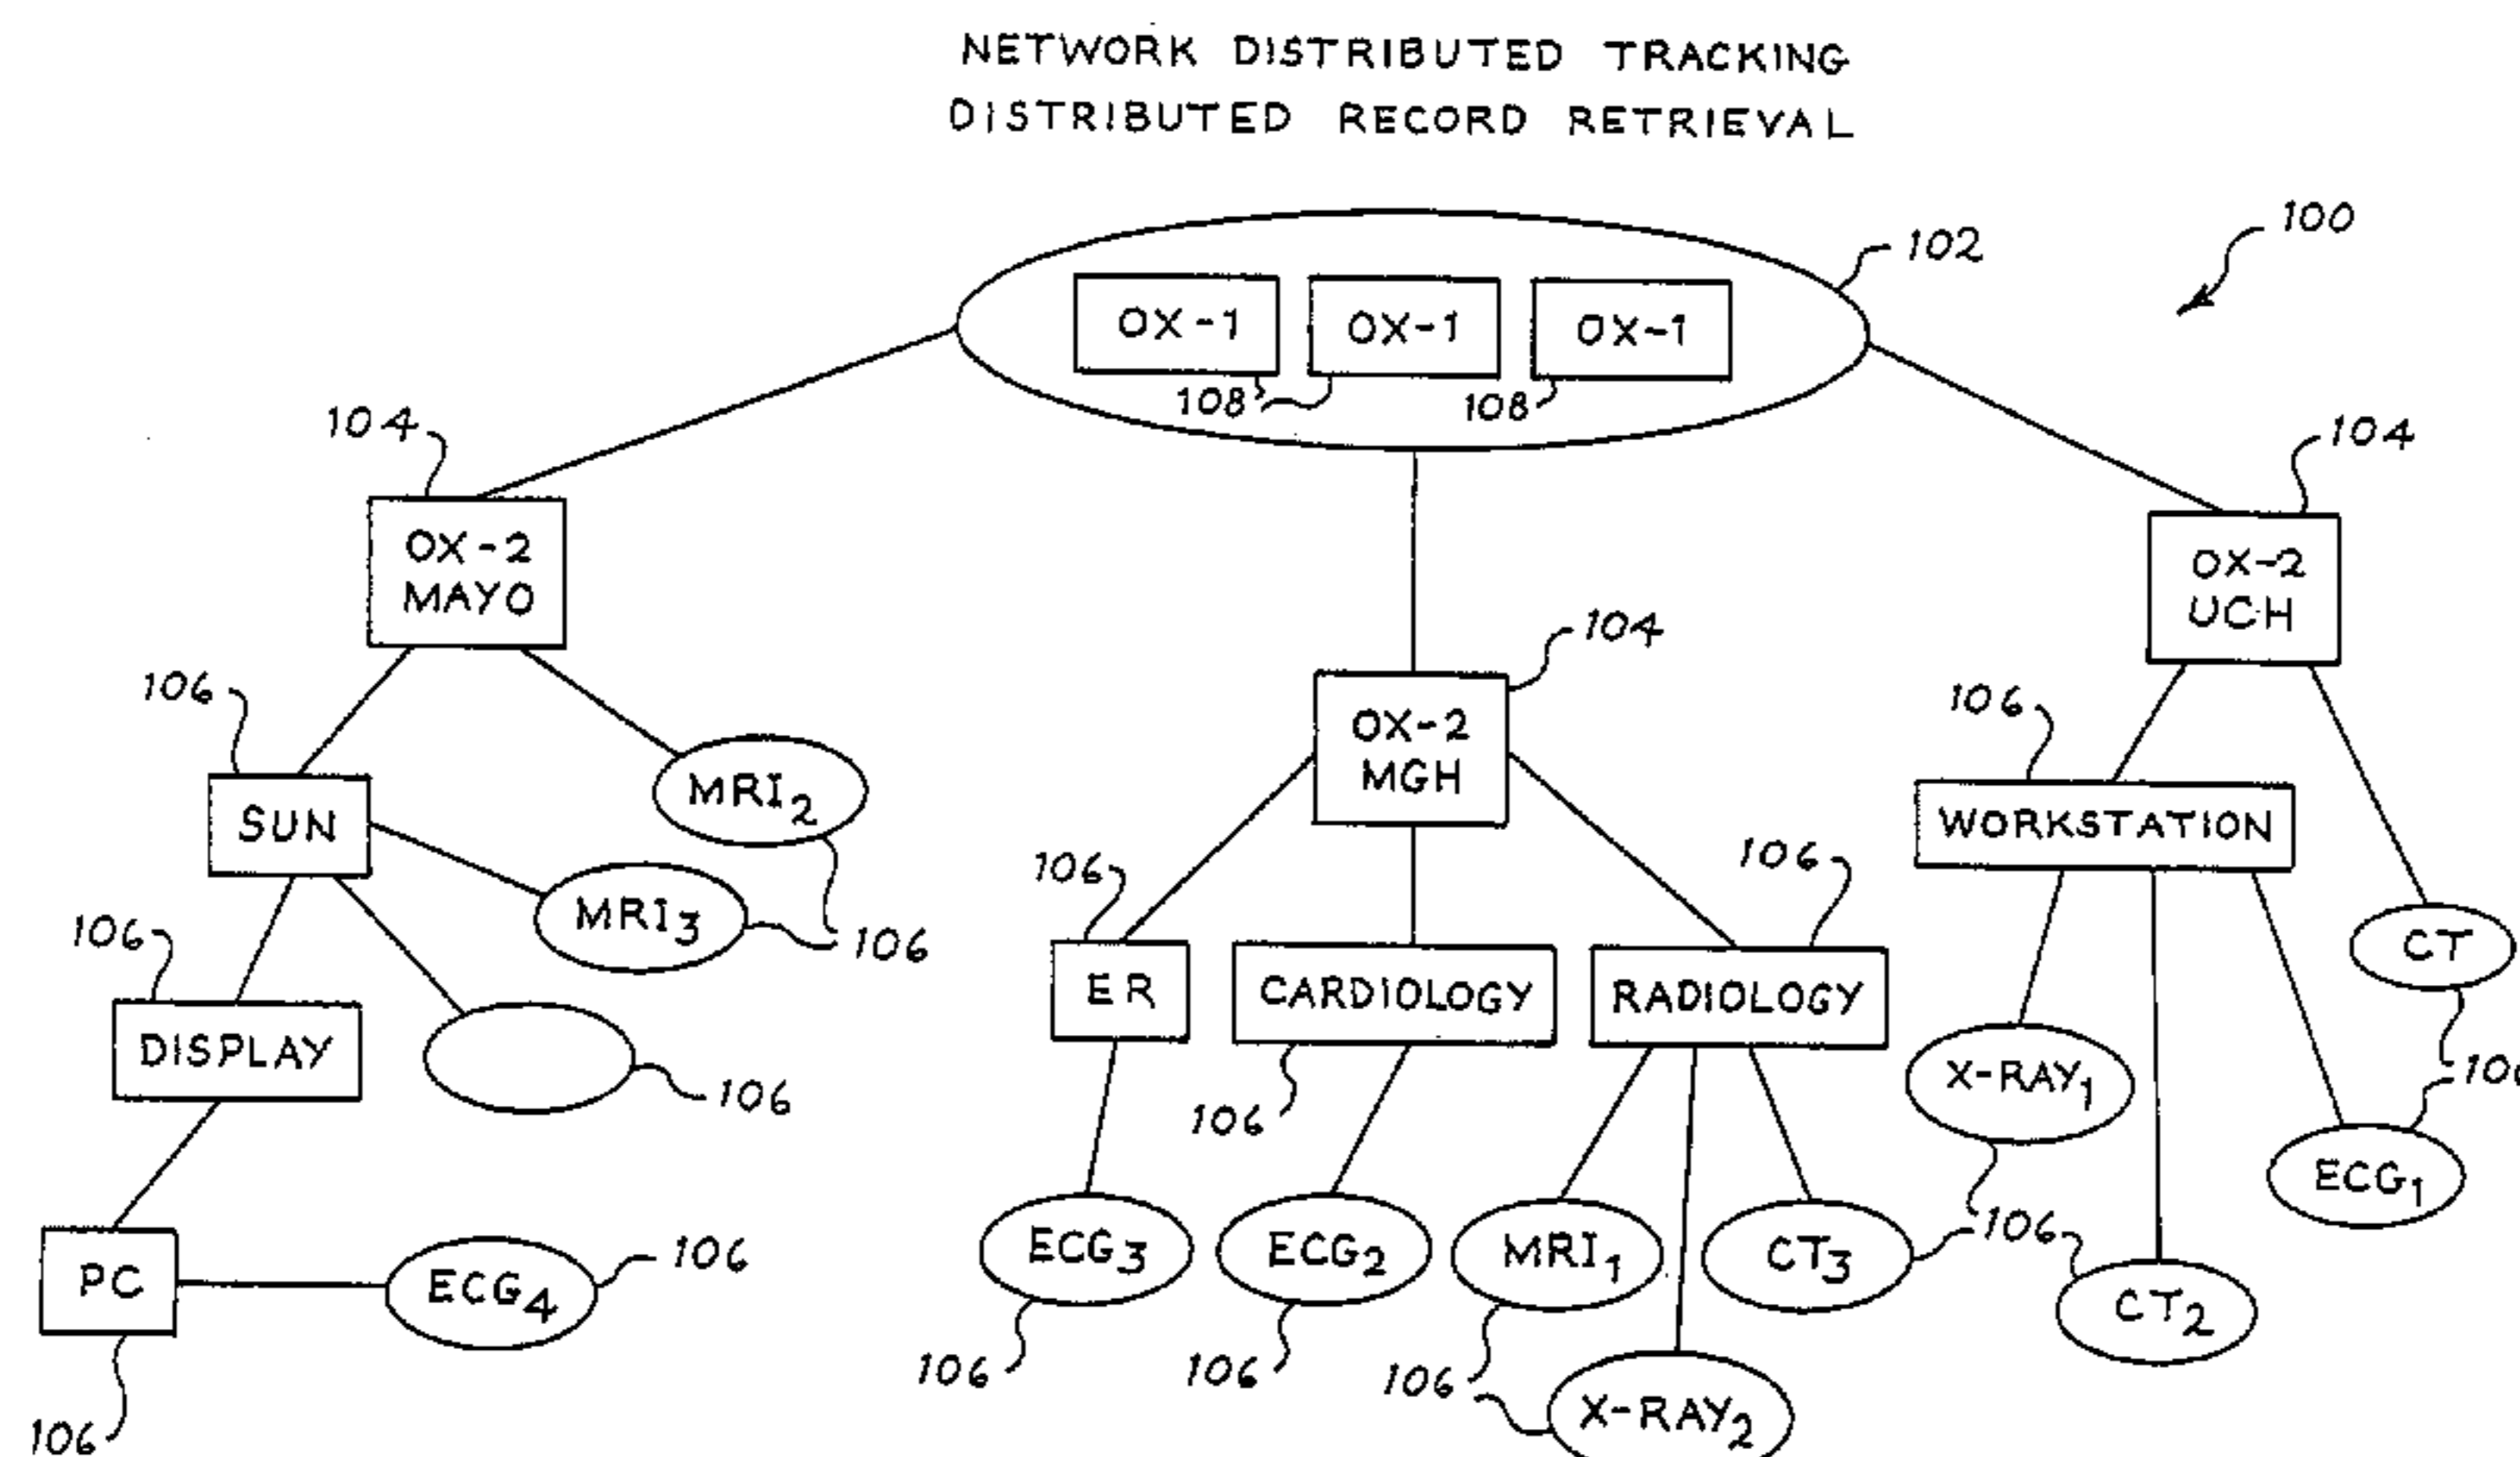 NETWORK DISTRIBUTED TRACKING
DISTRIBUTED RECORD RETRIEVAL
100
102
OX-1 OX-1 OX-1
108 108
104
104
OX-2
MAYO
OX-2
UCH
104
OX-2
MGH
106
106
SUN
MRI2
WORKSTATION
106
106
MRI3
106
106
CT
ER
CARDIOLOGY
RADIOLOGY
DISPLAY
106
106
X-RAY1
106
ECG1
PC
ECG4
106
ECG3
ECG2
MRI1
CT3
106
CT2
106
106
106
106
X-RAY2